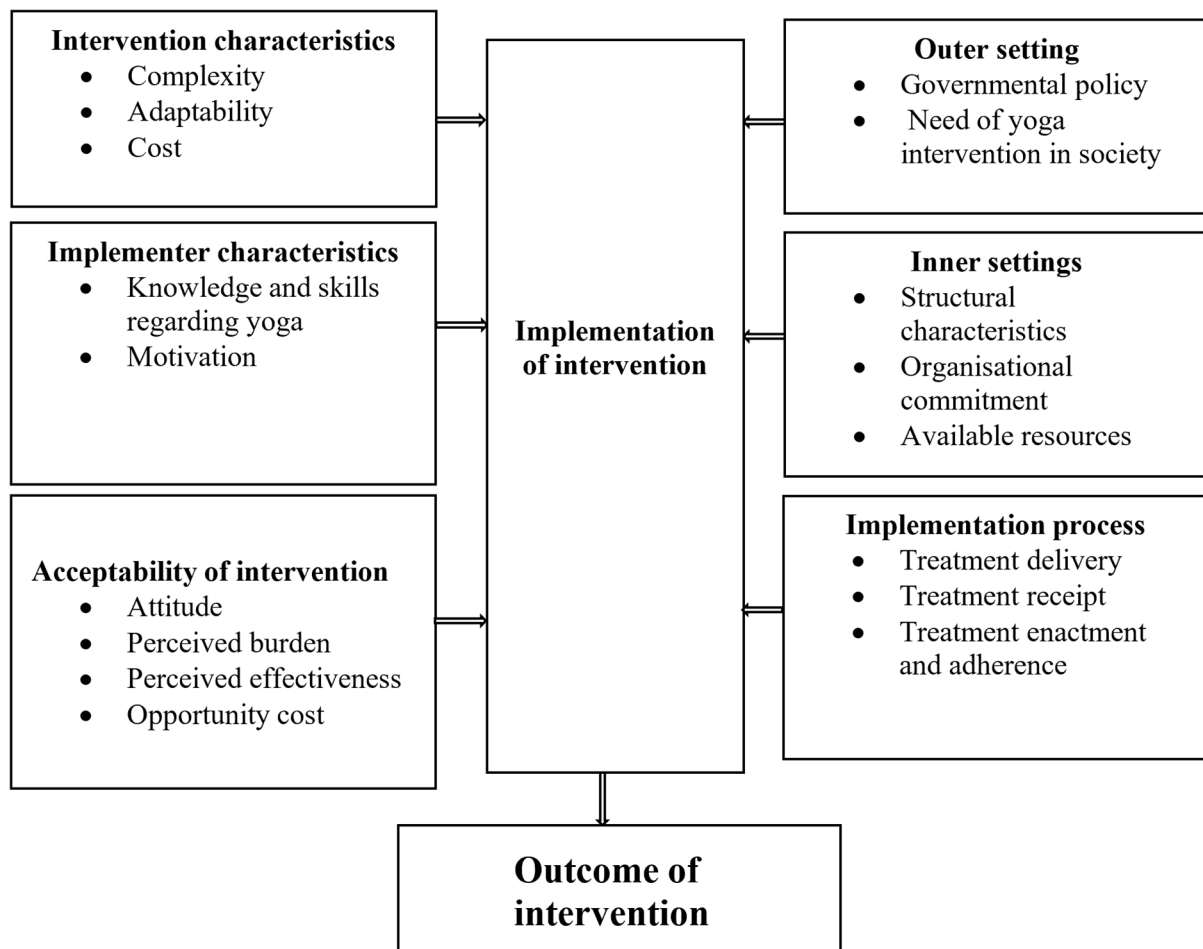 Intervention characteristics
• Complexity
• Adaptability
• Cost
Implementer characteristics
• Knowledge and skills
regarding yoga
• Motivation
Acceptability of intervention
• Attitude
• Perceived burden
• Perceived effectiveness
• Opportunity cost
Implementation
of intervention
Outer setting
• Governmental policy
• Need of yoga
intervention in society
Inner settings
• Structural
characteristics
• Organisational
commitment
• Available resources
Implementation process
• Treatment delivery
• Treatment receipt
• Treatment enactment
and adherence
Outcome of
intervention